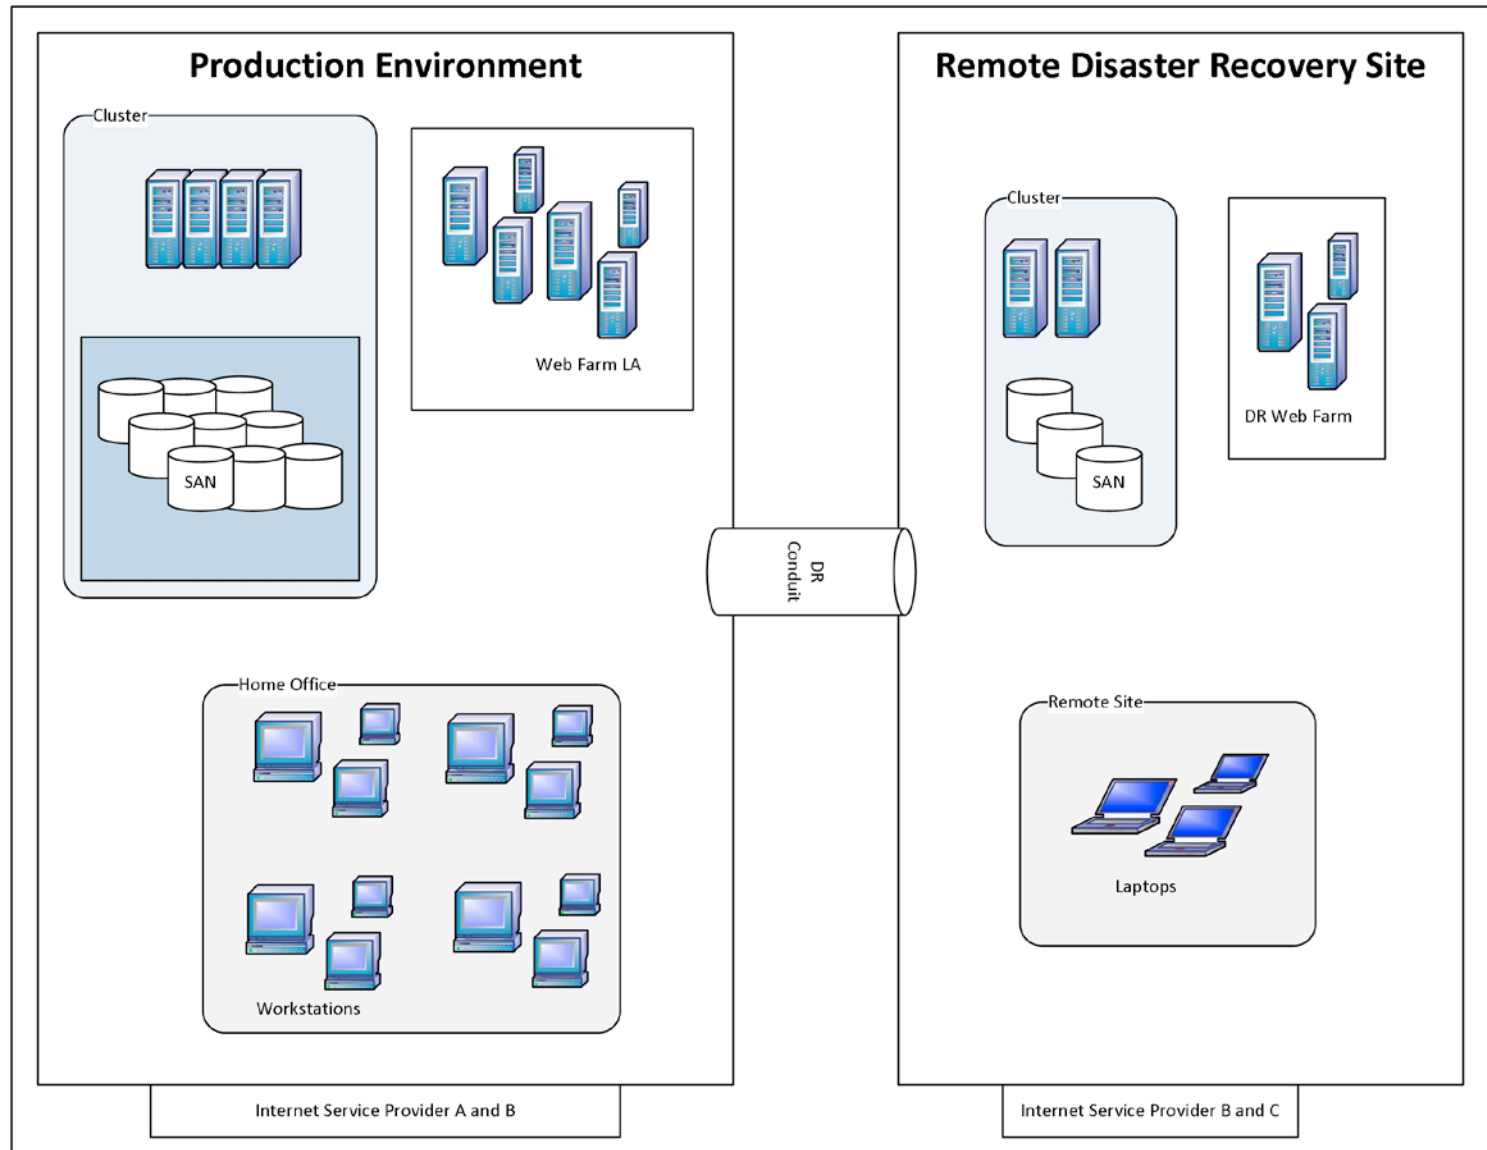 Production Environment
Cluster
SAN
Web Farm LA
Home Office
Workstations
Internet Service Provider A and B
DR
Conduit
Remote Disaster Recovery Site
Cluster
SAN
DR Web Farm
Remote Site
Laptops
Internet Service Provider B and C